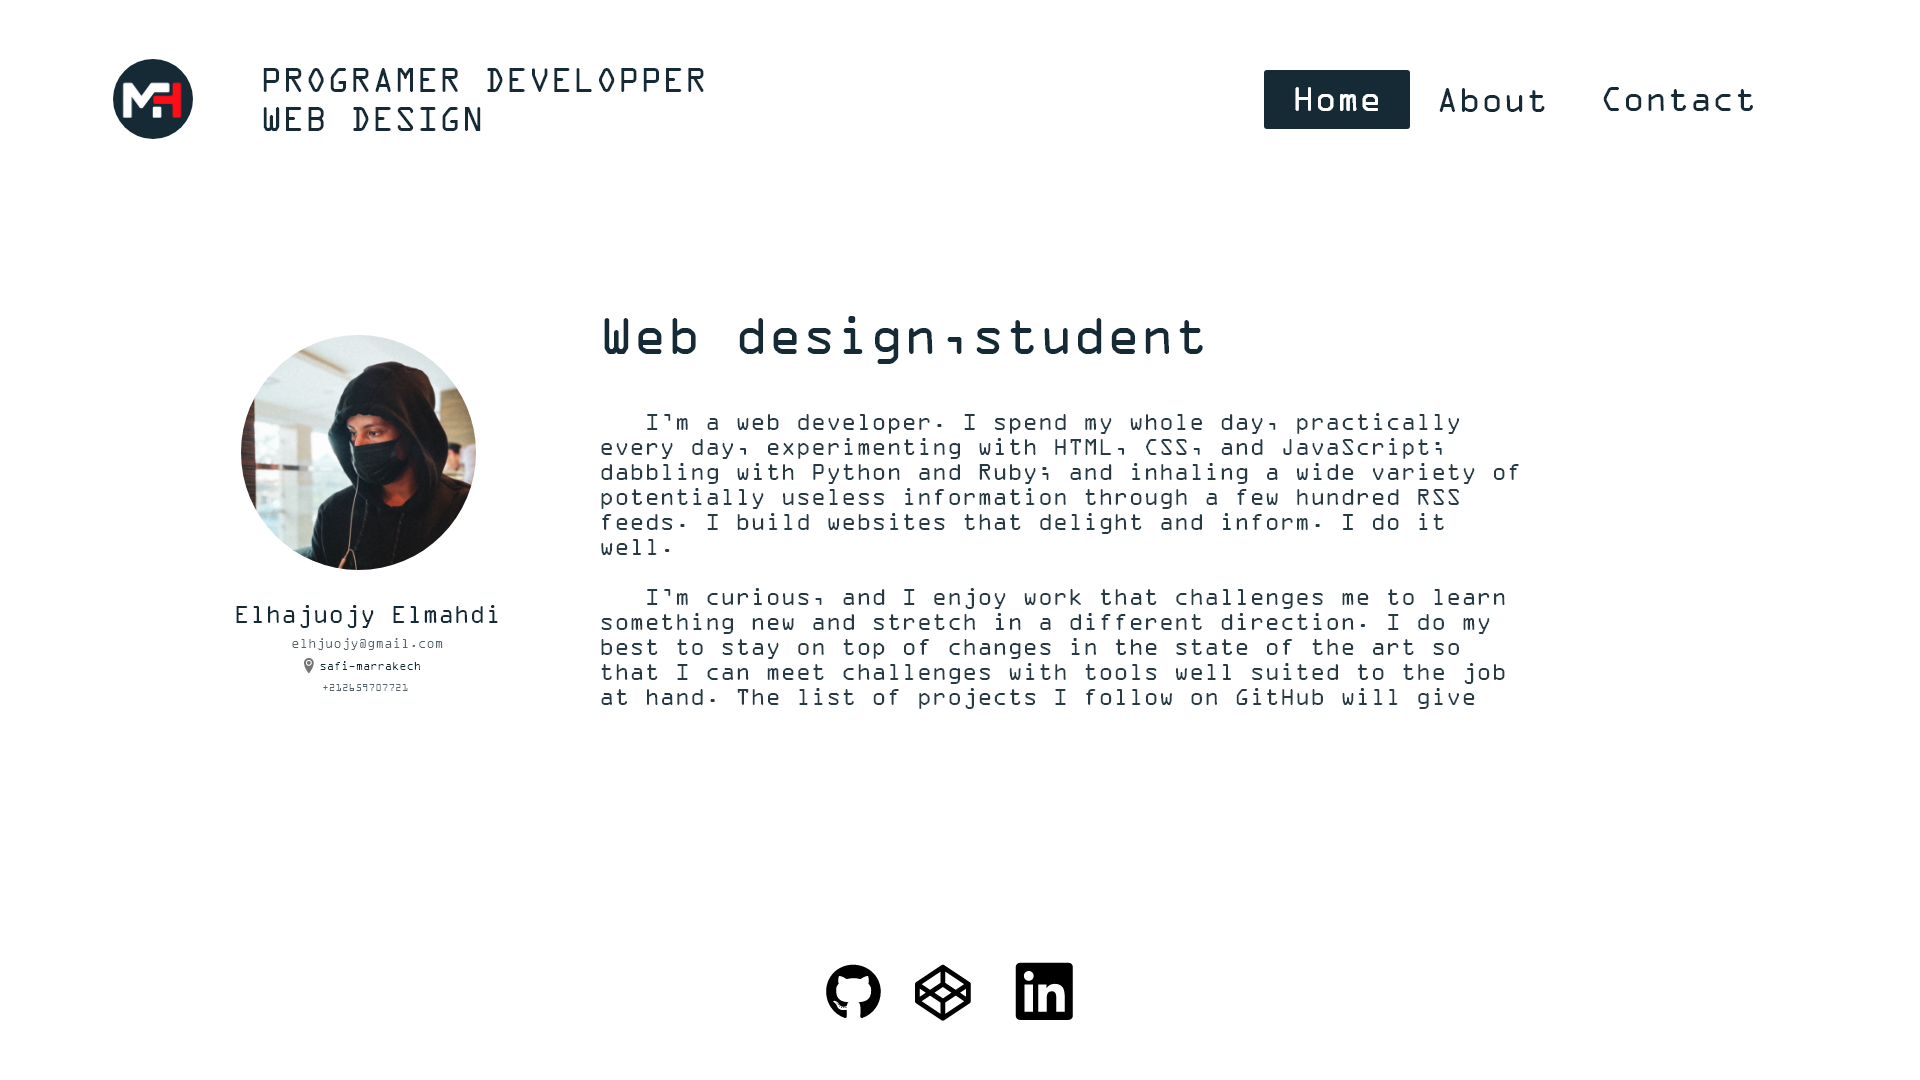 MH
PROGRAMER DEVELOPPER
WEB DESIGN
Home
About
Contact
Web design,student
I'm a web developer. I spend my whole day, practically
every day, experimenting with HTML, CSS, and JavaScript;
dabbling with Python and Ruby; and inhaling a wide variety of
potentially useless information through a few hundred RSS
feeds. I build websites that delight and inform. I do it
well.
I'm curious, and I enjoy work that challenges me to learn
something new and stretch in a different direction. I do my
best to stay on top of changes in the state of the art so
that I can meet challenges with tools well suited to the job
at hand. The list of projects I follow on GitHub will give
Elhajuojy Elmahdi
elhjuojy@gmail.com
safi-marrakech
+212659707721
in